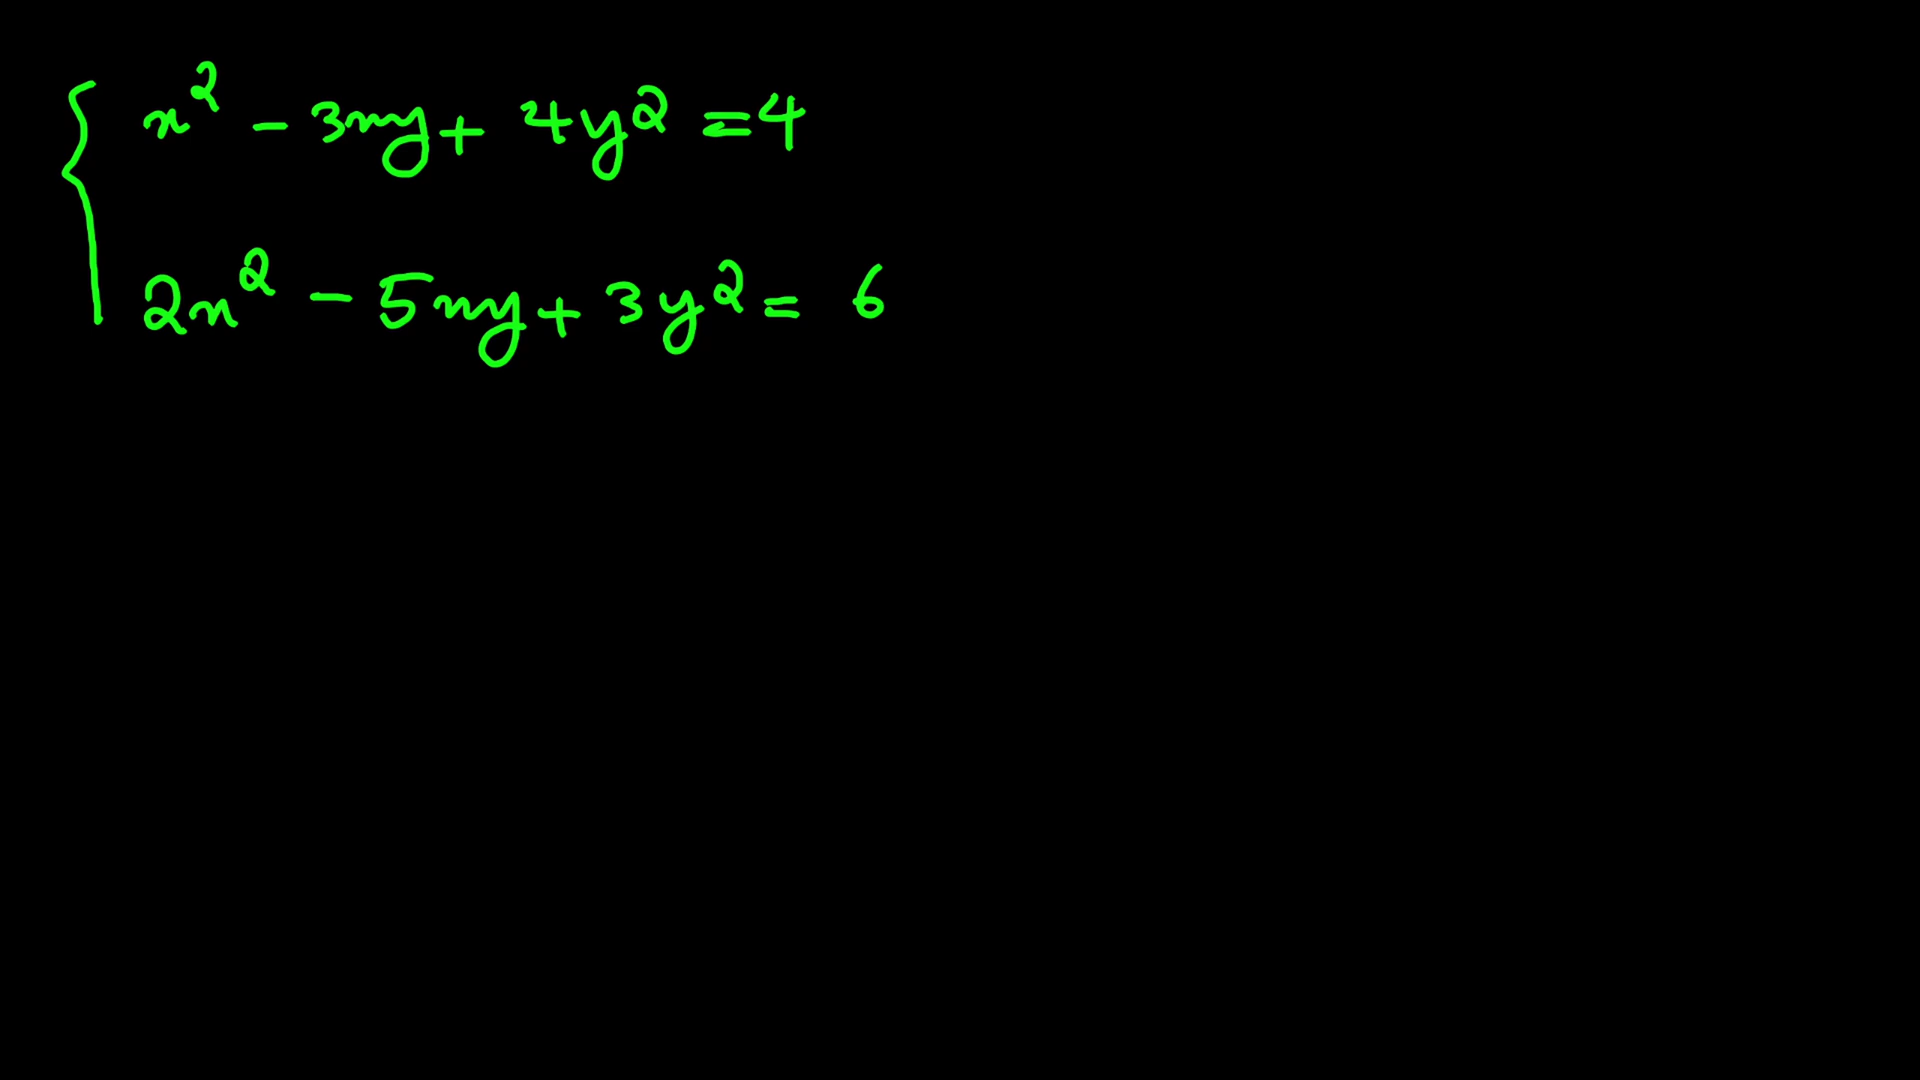 x² - 3xy + 4y² = 4
2x² - 5xy + 3y² = 6